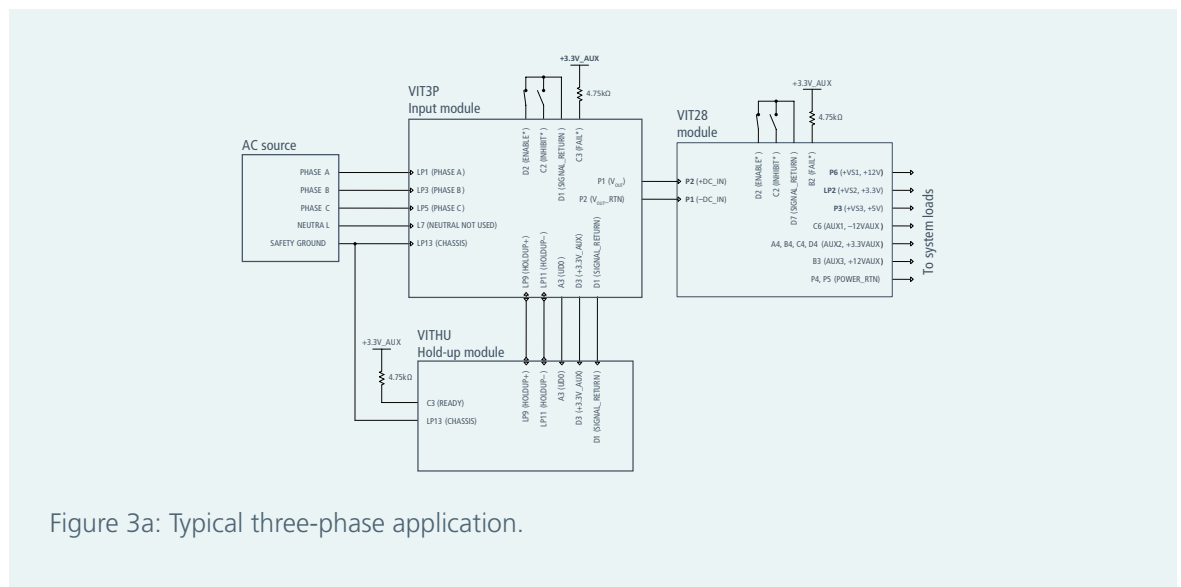 +3.3V_AUX
4.75kΩ
VIT3P
Input module
D2 (ENABLE*)
C2 (INHIBIT*)
D1 (SIGNAL_RETURN)
C3 (FAIL*)
AC source
PHASE A
PHASE B
PHASE C
NEUTRA L
SAFETY GROUND
LP1 (PHASE A)
LP3 (PHASE B)
LP5 (PHASE C)
L7 (NEUTRAL NOT USED)
LP13 (CHASSIS)
P1 (VOUT)
P2 (VOUT_RTN)
LP9 (HOLDUP+)
LP11 (HOLDUP–)
A3 (UD0)
D3 (+3.3V_AUX)
D1 (SIGNAL_RETURN)
+3.3V_AUX
4.75kΩ
VIT28
module
D2 (ENABLE*)
C2 (INHIBIT*)
D7 (SIGNAL_RETURN)
B2 (FAIL*)
P2 (+DC_IN)
P1 (–DC_IN)
P6 (+VS1, +12V)
LP2 (+VS2, +3.3V)
P3 (+VS3, +5V)
C6 (AUX1, –12VAUX)
A4, B4, C4, D4 (AUX2, +3.3VAUX)
B3 (AUX3, +12VAUX)
P4, P5 (POWER_RTN)
To system loads
VITHU
Hold-up module
+3.3V_AUX
4.75kΩ
C3 (READY)
LP13 (CHASSIS)
LP9 (HOLDUP+)
LP11 (HOLDUP–)
A3 (UD0)
D3 (+3.3V_AUX)
D1 (SIGNAL_RETURN)
Figure 3a: Typical three-phase application.